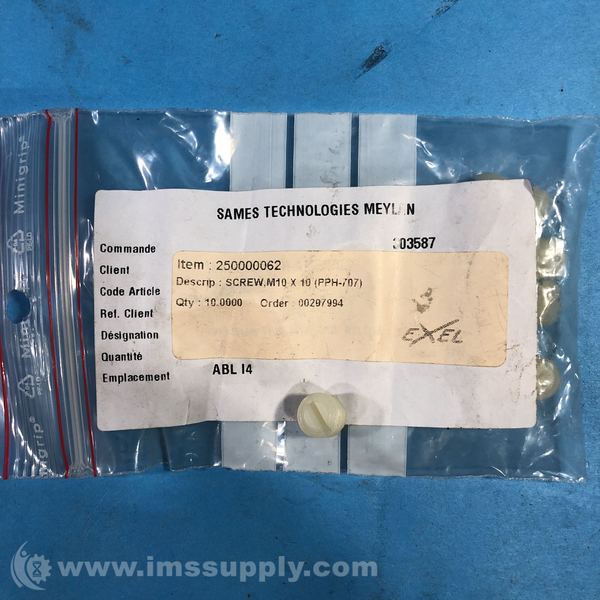 Minigrip®
SAMES TECHNOLOGIES MEYLAN
Commande 303587
Client
Item : 250000062
Code Article
Descrip : SCREW,M10 X 10 (PPH-707)
Ref. Client
Qty : 10.0000 Order : 00297994
Désignation
EXEL
Quantité
Emplacement ABL I4
www.imssupply.com